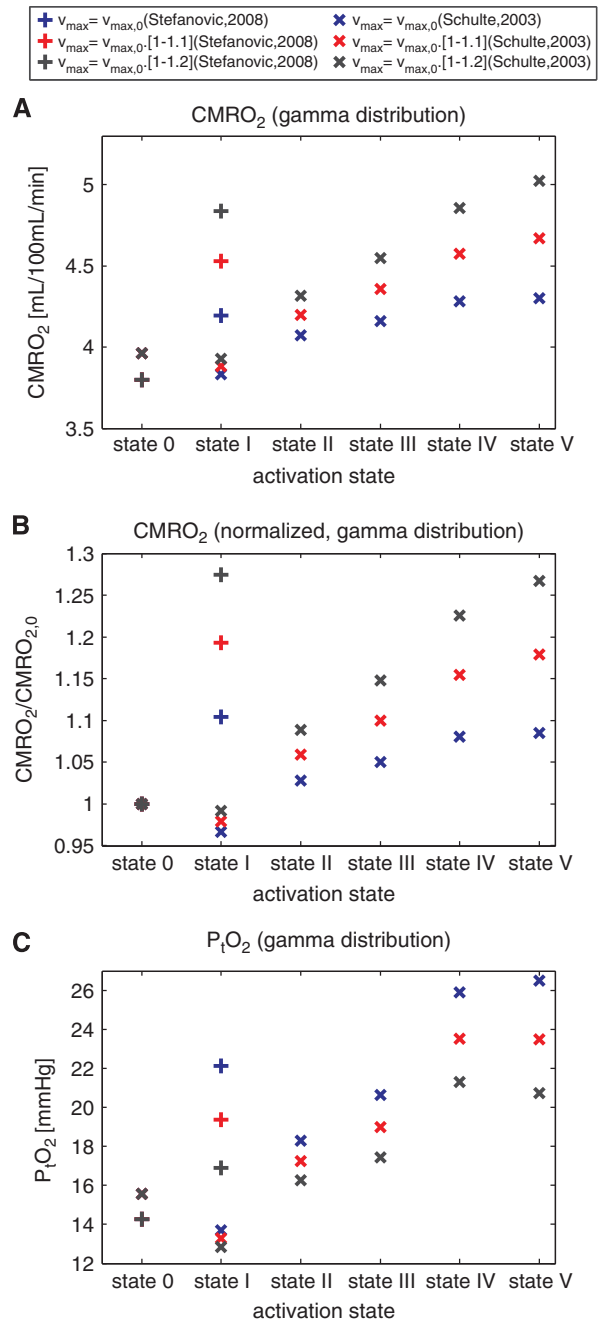 v_max= v_max,0(Stefanovic,2008) v_max= v_max,0(Schulte,2003)
v_max= v_max,0.[1-1.1](Stefanovic,2008) v_max= v_max,0.[1-1.1](Schulte,2003)
v_max= v_max,0.[1-1.2](Stefanovic,2008) v_max= v_max,0.[1-1.2](Schulte,2003)
A
CMRO2 (gamma distribution)
CMRO2 [mL/100mL/min]
5
4.5
4
3.5
state 0 state I state II state III state IV state V
activation state
B
CMRO2 (normalized, gamma distribution)
CMRO2/CMRO2,0
1.3
1.25
1.2
1.15
1.1
1.05
1
0.95
state 0 state I state II state III state IV state V
activation state
C
PtO2 (gamma distribution)
PtO2 [mmHg]
26
24
22
20
18
16
14
12
state 0 state I state II state III state IV state V
activation state